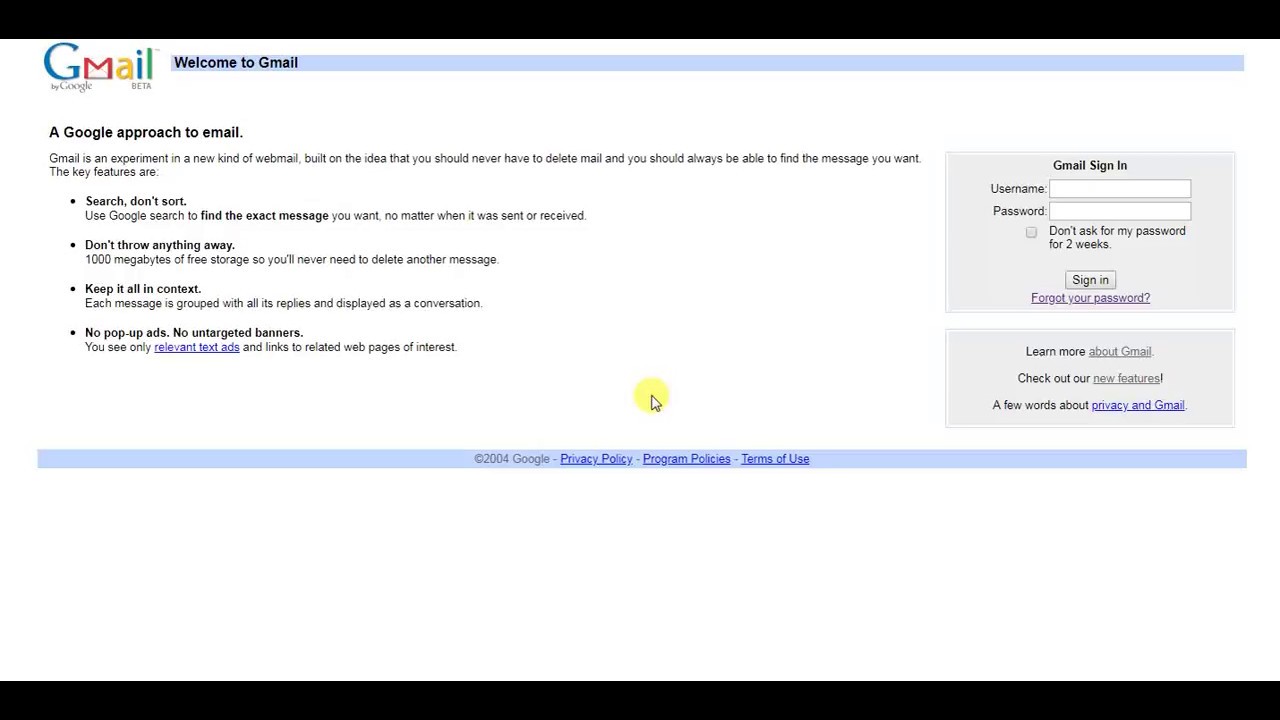 Gmail™
by Google BETA
Welcome to Gmail
A Google approach to email.
Gmail is an experiment in a new kind of webmail, built on the idea that you should never have to delete mail and you should always be able to find the message you want.
The key features are:
Search, don't sort.
Use Google search to find the exact message you want, no matter when it was sent or received.
Don't throw anything away.
1000 megabytes of free storage so you'll never need to delete another message.
Keep it all in context.
Each message is grouped with all its replies and displayed as a conversation.
No pop-up ads. No untargeted banners.
You see only relevant text ads and links to related web pages of interest.
Gmail Sign In
Username:
Password:
Don't ask for my password
for 2 weeks.
Sign in
Forgot your password?
Learn more about Gmail.
Check out our new features!
A few words about privacy and Gmail.
©2004 Google - Privacy Policy - Program Policies - Terms of Use